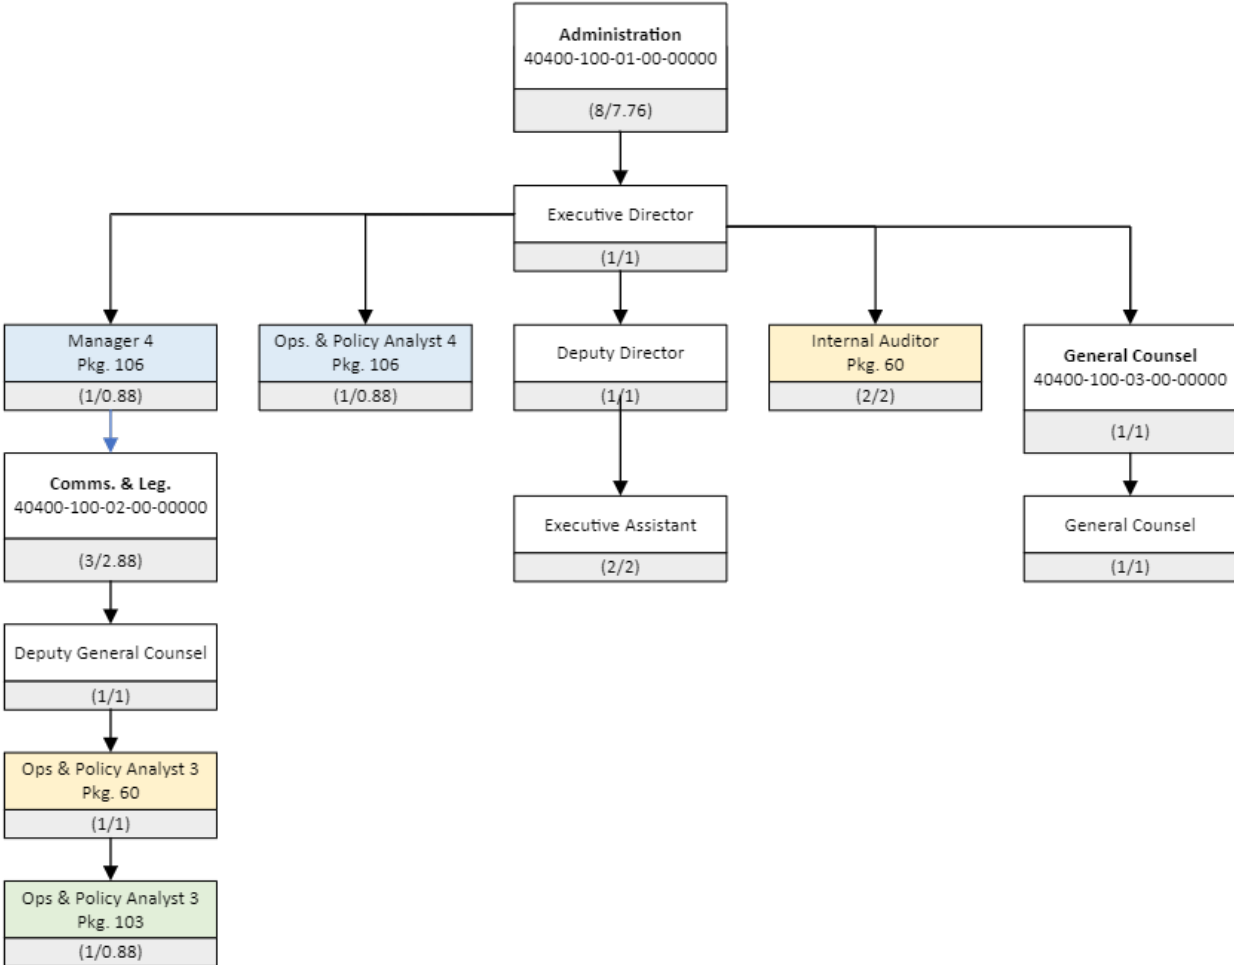 Administration
40400-100-01-00-00000
(8/7.76)
Executive Director
(1/1)
Manager 4
Pkg. 106
(1/0.88)
Ops. & Policy Analyst 4
Pkg. 106
(1/0.88)
Deputy Director
(1/1)
Internal Auditor
Pkg. 60
(2/2)
General Counsel
40400-100-03-00-00000
(1/1)
Comms. & Leg.
40400-100-02-00-00000
(3/2.88)
Executive Assistant
(2/2)
General Counsel
(1/1)
Deputy General Counsel
(1/1)
Ops & Policy Analyst 3
Pkg. 60
(1/1)
Ops & Policy Analyst 3
Pkg. 103
(1/0.88)